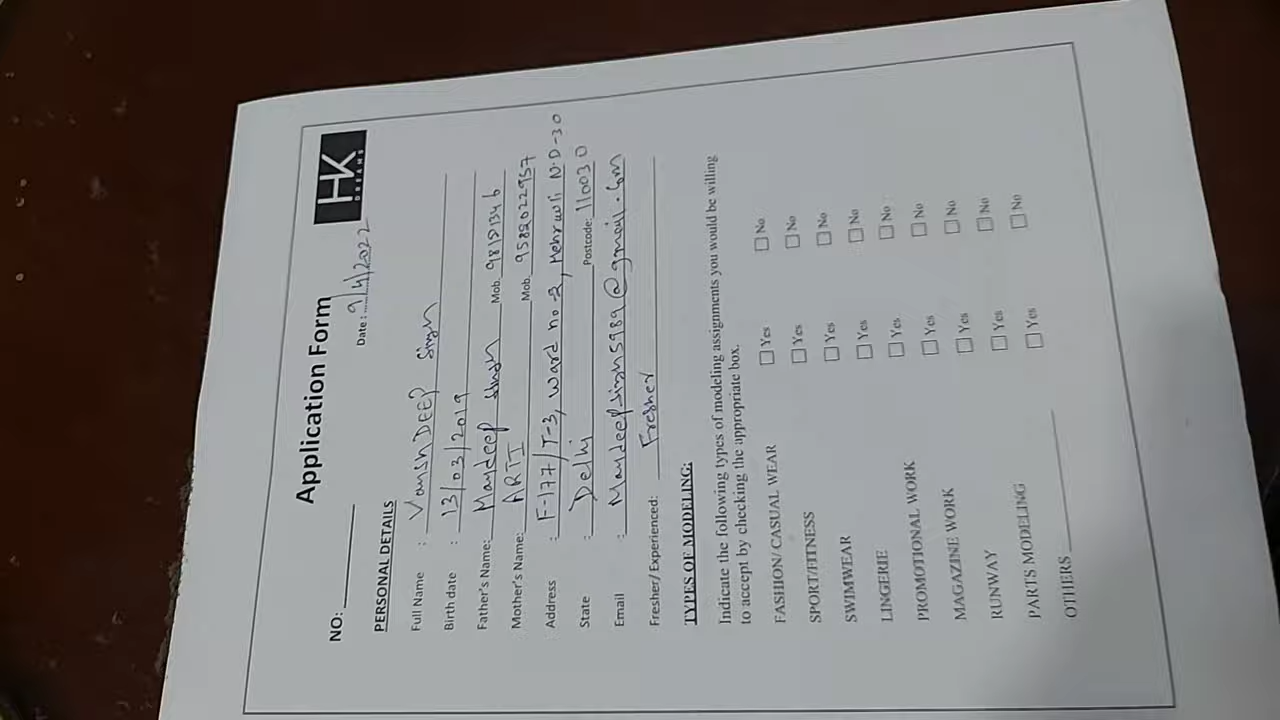 Application Form
HK
DREAMS
NO:
Date: 9/4/2022
PERSONAL DETAILS
Full Name : Vansh DEEP Singh
Birth date : 13/03/2019
Father's Name: Mandeep Singh Mob.
Mother's Name: ARTI Mob. 9582022957
Address : F-177/T-3, Ward no-2, Mehrauli N.D-30
State : Delhi Postcode: 110030
Email : Mandeepsingh5989@gmail.com
Fresher/ Experienced: Fresher
TYPES OF MODELING:
Indicate the following types of modeling assignments you would be willing
to accept by checking the appropriate box.
FASHION/ CASUAL WEAR ☐ Yes ☐ No
SPORT/FITNESS ☐ Yes ☐ No
SWIMWEAR ☐ Yes ☐ No
LINGERIE ☐ Yes ☐ No
PROMOTIONAL WORK ☐ Yes ☐ No
MAGAZINE WORK ☐ Yes ☐ No
RUNWAY ☐ Yes ☐ No
PARTS MODELING ☐ Yes ☐ No
OTHERS ☐ Yes ☐ No